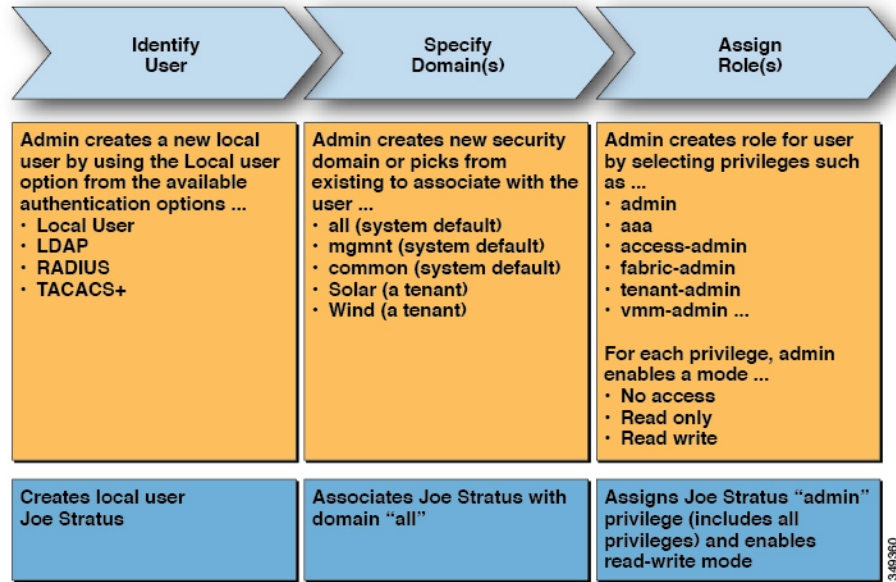 Identify
User
Specify
Domain(s)
Assign
Role(s)
Admin creates a new local
user by using the Local user
option from the available
authentication options ...
• Local User
• LDAP
• RADIUS
• TACACS+
Admin creates new security
domain or picks from
existing to associate with the
user ...
• all (system default)
• mgmnt (system default)
• common (system default)
• Solar (a tenant)
• Wind (a tenant)
Admin creates role for user
by selecting privileges such
as ...
• admin
• aaa
• access-admin
• fabric-admin
• tenant-admin
• vmm-admin ...
For each privilege, admin
enables a mode ...
• No access
• Read only
• Read write
Creates local user
Joe Stratus
Associates Joe Stratus with
domain “all”
Assigns Joe Stratus “admin”
privilege (includes all
privileges) and enables
read-write mode
349360